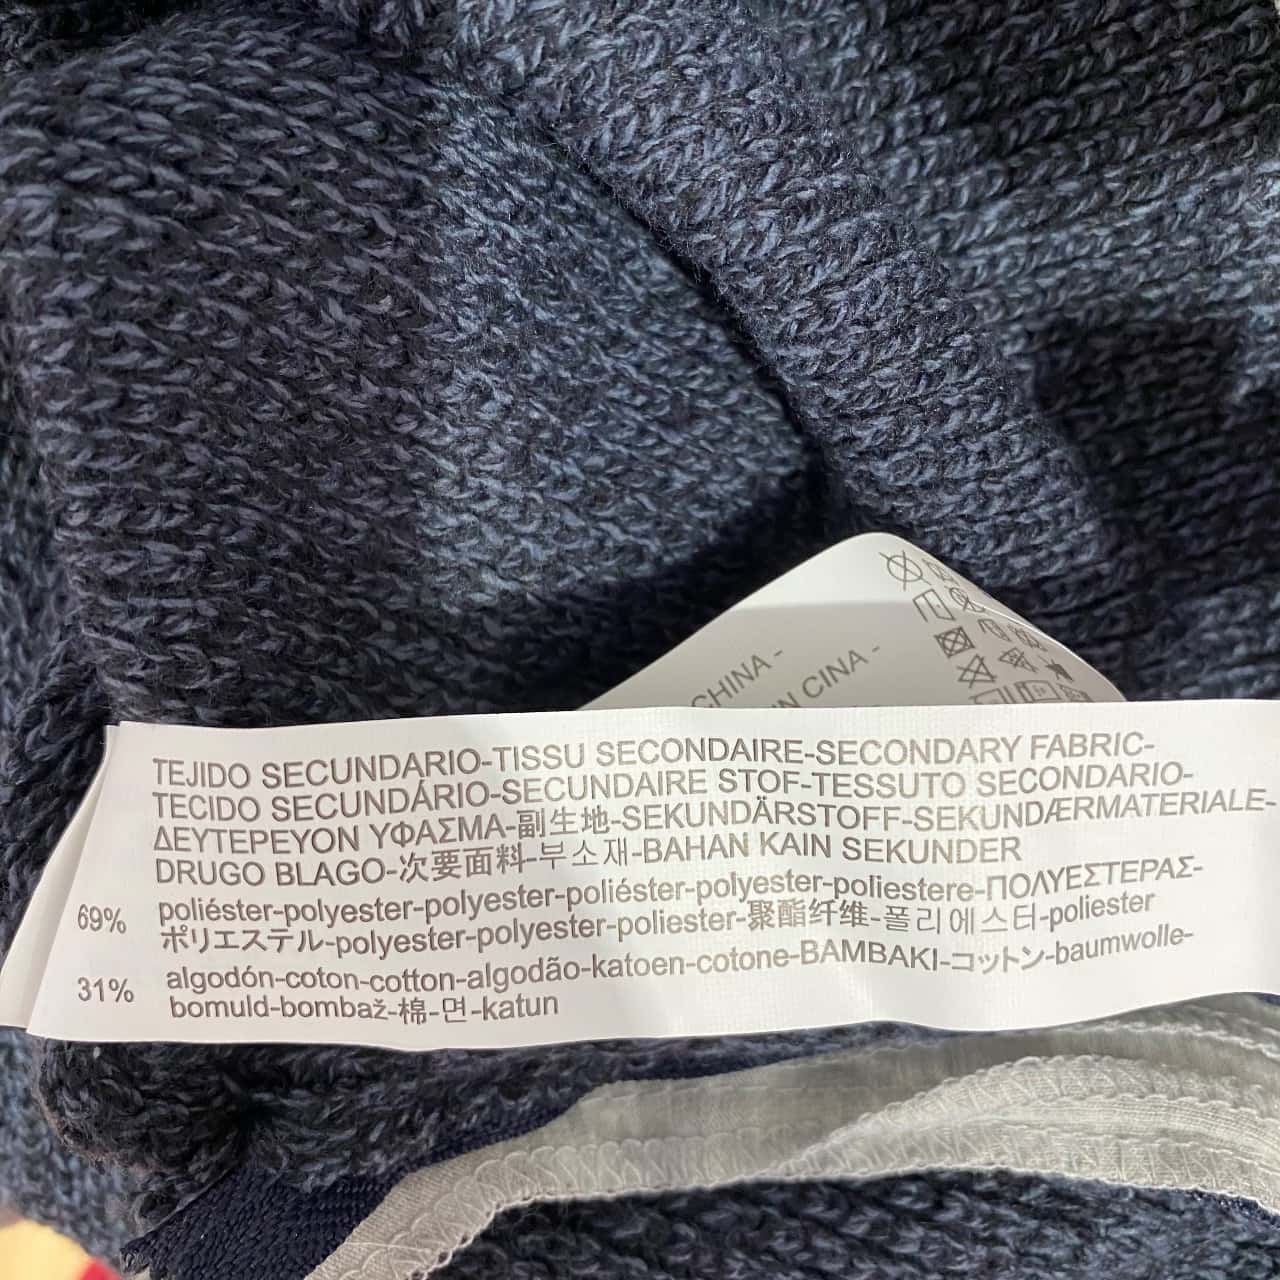 CHINA -
IN CINA -
TEJIDO SECUNDARIO-TISSU SECONDAIRE-SECONDARY FABRIC-
TECIDO SECUNDÁRIO-SECUNDAIRE STOF-TESSUTO SECONDARIO-
ΔΕΥΤΕΡΕΥΟΝ ΥΦΑΣΜΑ-副生地-SEKUNDÄRSTOFF-SEKUNDÆRMATERIALE-
DRUGO BLAGO-次要面料-부소재-BAHAN KAIN SEKUNDER
69% poliéster-polyester-polyester-poliéster-polyester-poliestere-ΠΟΛΥΕΣΤΕΡΑΣ-
ポリエステル-polyester-polyester-polyester-poliester-聚酯纤维-폴리에스터-poliester
31% algodón-coton-cotton-algodão-katoen-cotone-BAMBAKI-コットン-baumwolle-
bomuld-bombaž-棉-면-katun